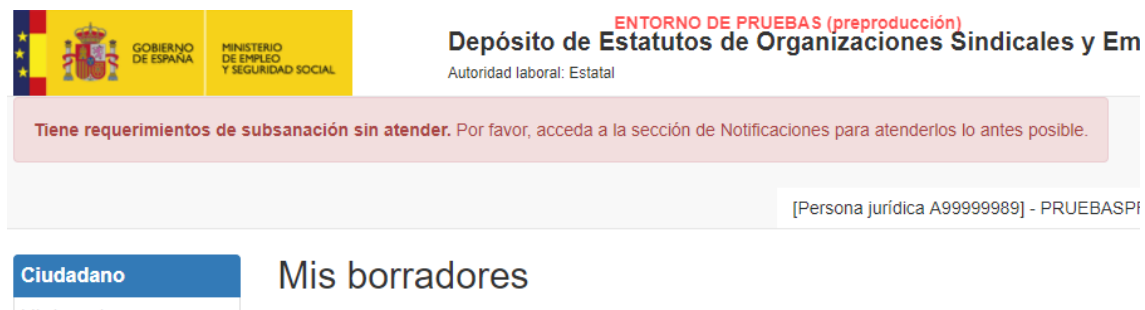 GOBIERNO
DE ESPAÑA
MINISTERIO
DE EMPLEO
Y SEGURIDAD SOCIAL
ENTORNO DE PRUEBAS (preproducción)
Depósito de Estatutos de Organizaciones Sindicales y Em
Autoridad laboral: Estatal
Tiene requerimientos de subsanación sin atender. Por favor, acceda a la sección de Notificaciones para atenderlos lo antes posible.
[Persona jurídica A99999989] - PRUEBASP
Ciudadano
Mis borradores